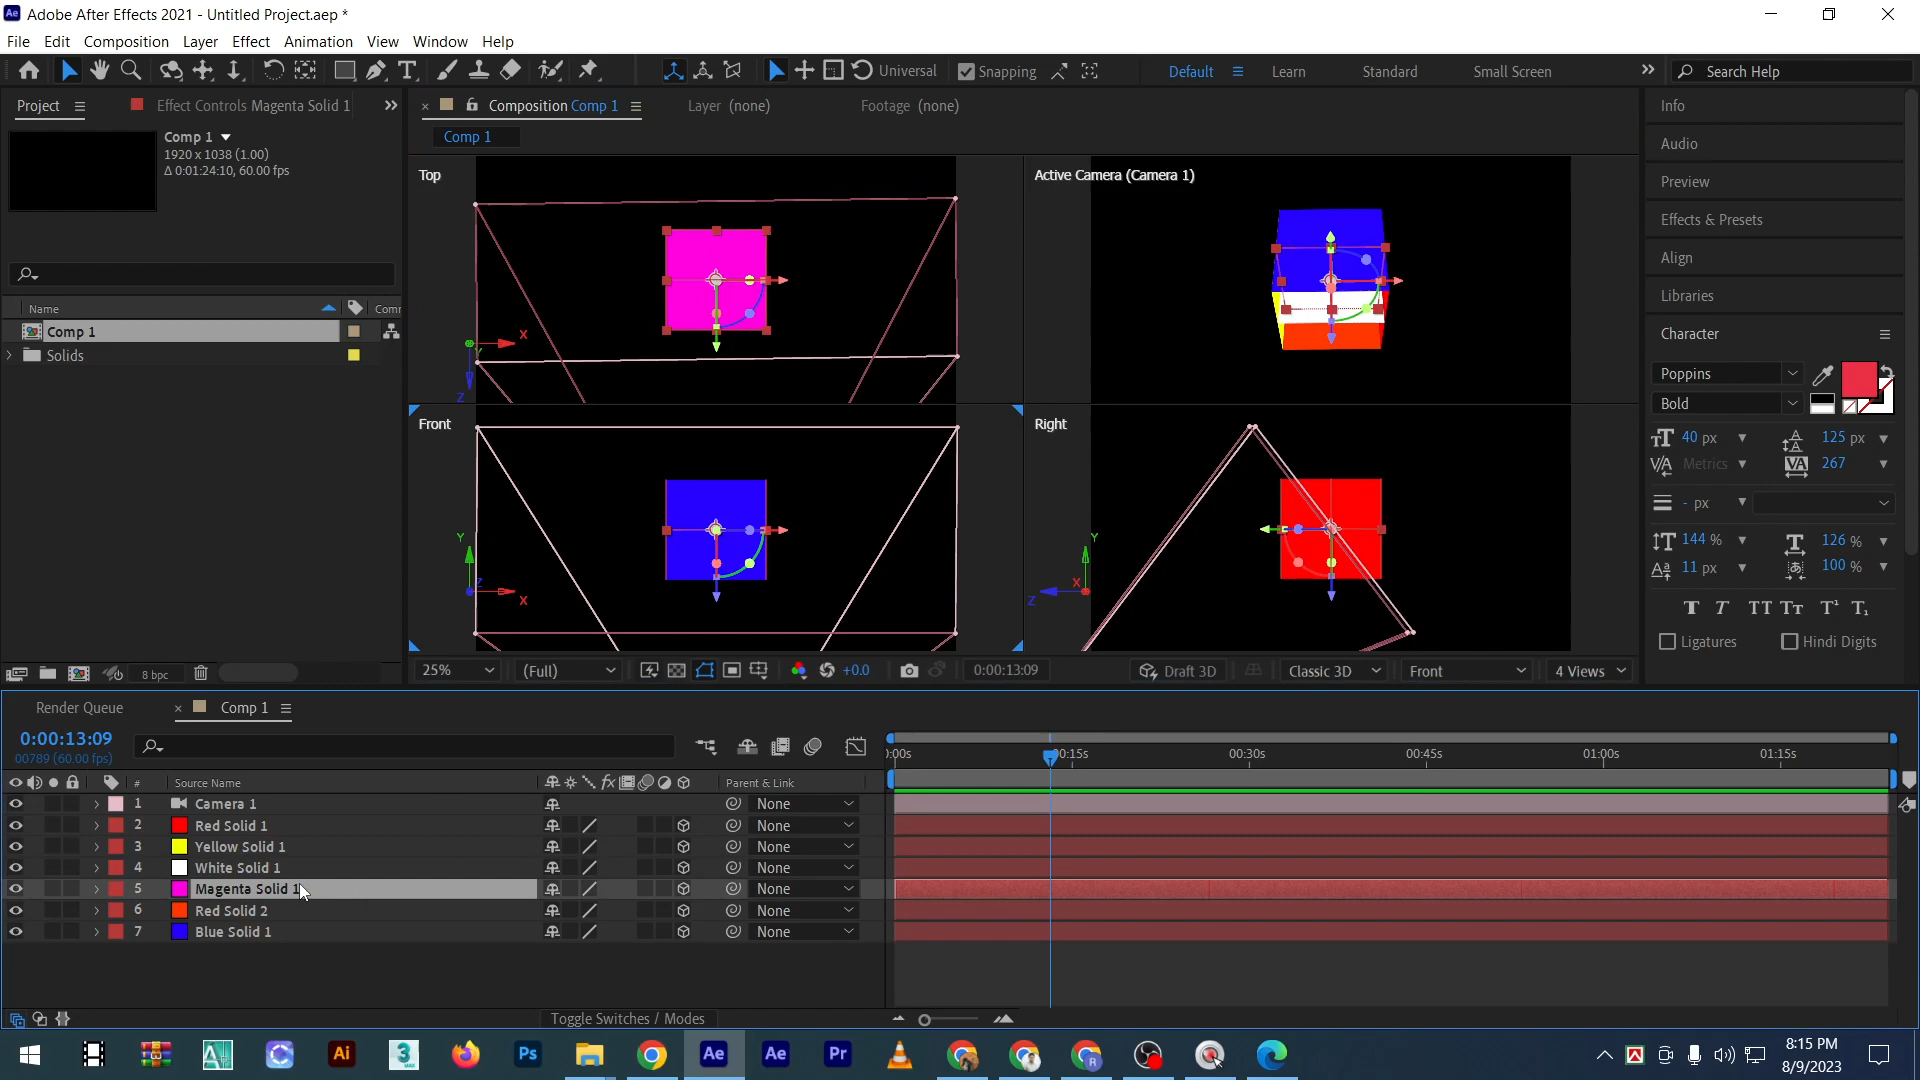 Adobe After Effects 2021 - Untitled Project.aep *
File Edit Composition Layer Effect Animation View Window Help
Universal Snapping Default Learn Standard Small Screen Search Help
Project Effect Controls Magenta Solid 1 Composition Comp 1 Layer (none) Footage (none)
Comp 1
1920 x 1038 (1.00)
Δ 0:01:24:10, 60.00 fps
Comp 1
Top
Active Camera (Camera 1)
Front
Right
Name Comr
Comp 1
Solids
8 bpc
X
Z
Y
Z
X
Y
X
Z
25% (Full) +0.0 0:00:13:09 Draft 3D Classic 3D Front 4 Views
Info
Audio
Preview
Effects & Presets
Align
Libraries
Character
Poppins
Bold
40 px 125 px
Metrics 267
- px
144 % 126 %
11 px 100 %
Ligatures Hindi Digits
Render Queue Comp 1
0:00:13:09
00789 (60.00 fps)
):00s 00:15s 00:30s 00:45s 01:00s 01:15s
# Source Name Parent & Link
1 Camera 1 None
2 Red Solid 1 None
3 Yellow Solid 1 None
4 White Solid 1 None
5 Magenta Solid 1 None
6 Red Solid 2 None
7 Blue Solid 1 None
Toggle Switches / Modes
Ai 3 Ps Ae Ae Pr R
8:15 PM
8/9/2023